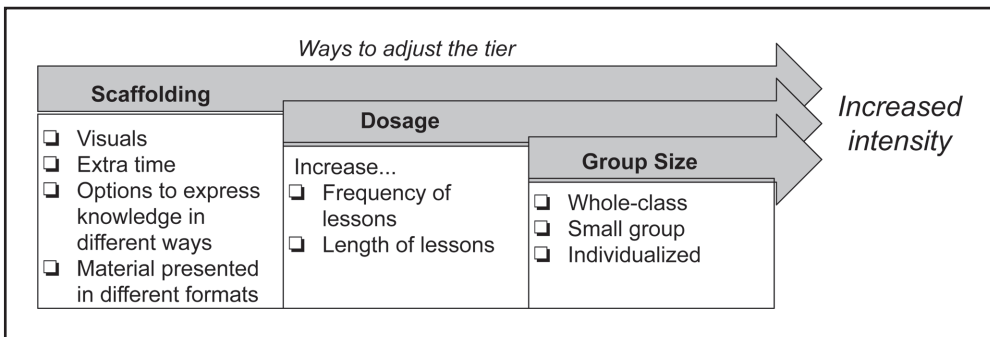 Ways to adjust the tier
Scaffolding
❑ Visuals
❑ Extra time
❑ Options to express
knowledge in
different ways
❑ Material presented
in different formats
Dosage
Increase...
❑ Frequency of
lessons
❑ Length of lessons
Group Size
❑ Whole-class
❑ Small group
❑ Individualized
Increased
intensity